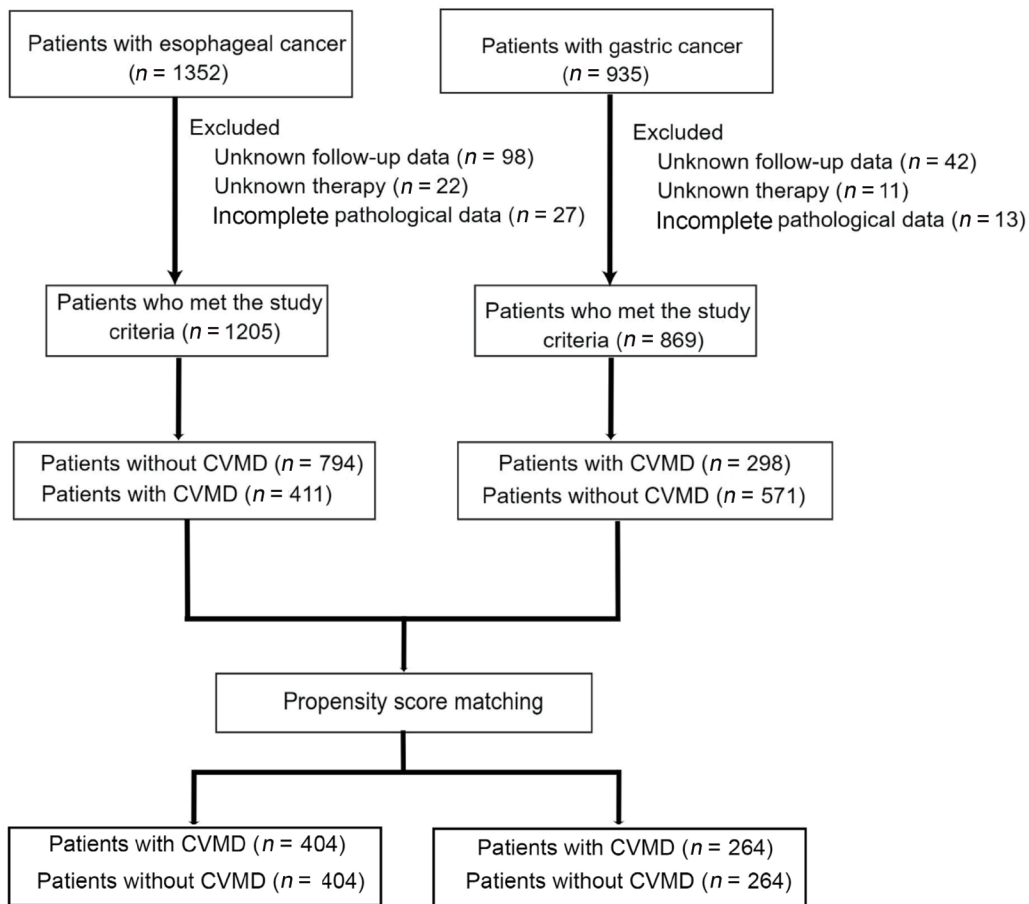 Patients with esophageal cancer
(n = 1352)
Patients with gastric cancer
(n = 935)
Excluded
Unknown follow-up data (n = 98)
Unknown therapy (n = 22)
Incomplete pathological data (n = 27)
Excluded
Unknown follow-up data (n = 42)
Unknown therapy (n = 11)
Incomplete pathological data (n = 13)
Patients who met the study
criteria (n = 1205)
Patients who met the study
criteria (n = 869)
Patients without CVMD (n = 794)
Patients with CVMD (n = 411)
Patients with CVMD (n = 298)
Patients without CVMD (n = 571)
Propensity score matching
Patients with CVMD (n = 404)
Patients without CVMD (n = 404)
Patients with CVMD (n = 264)
Patients without CVMD (n = 264)